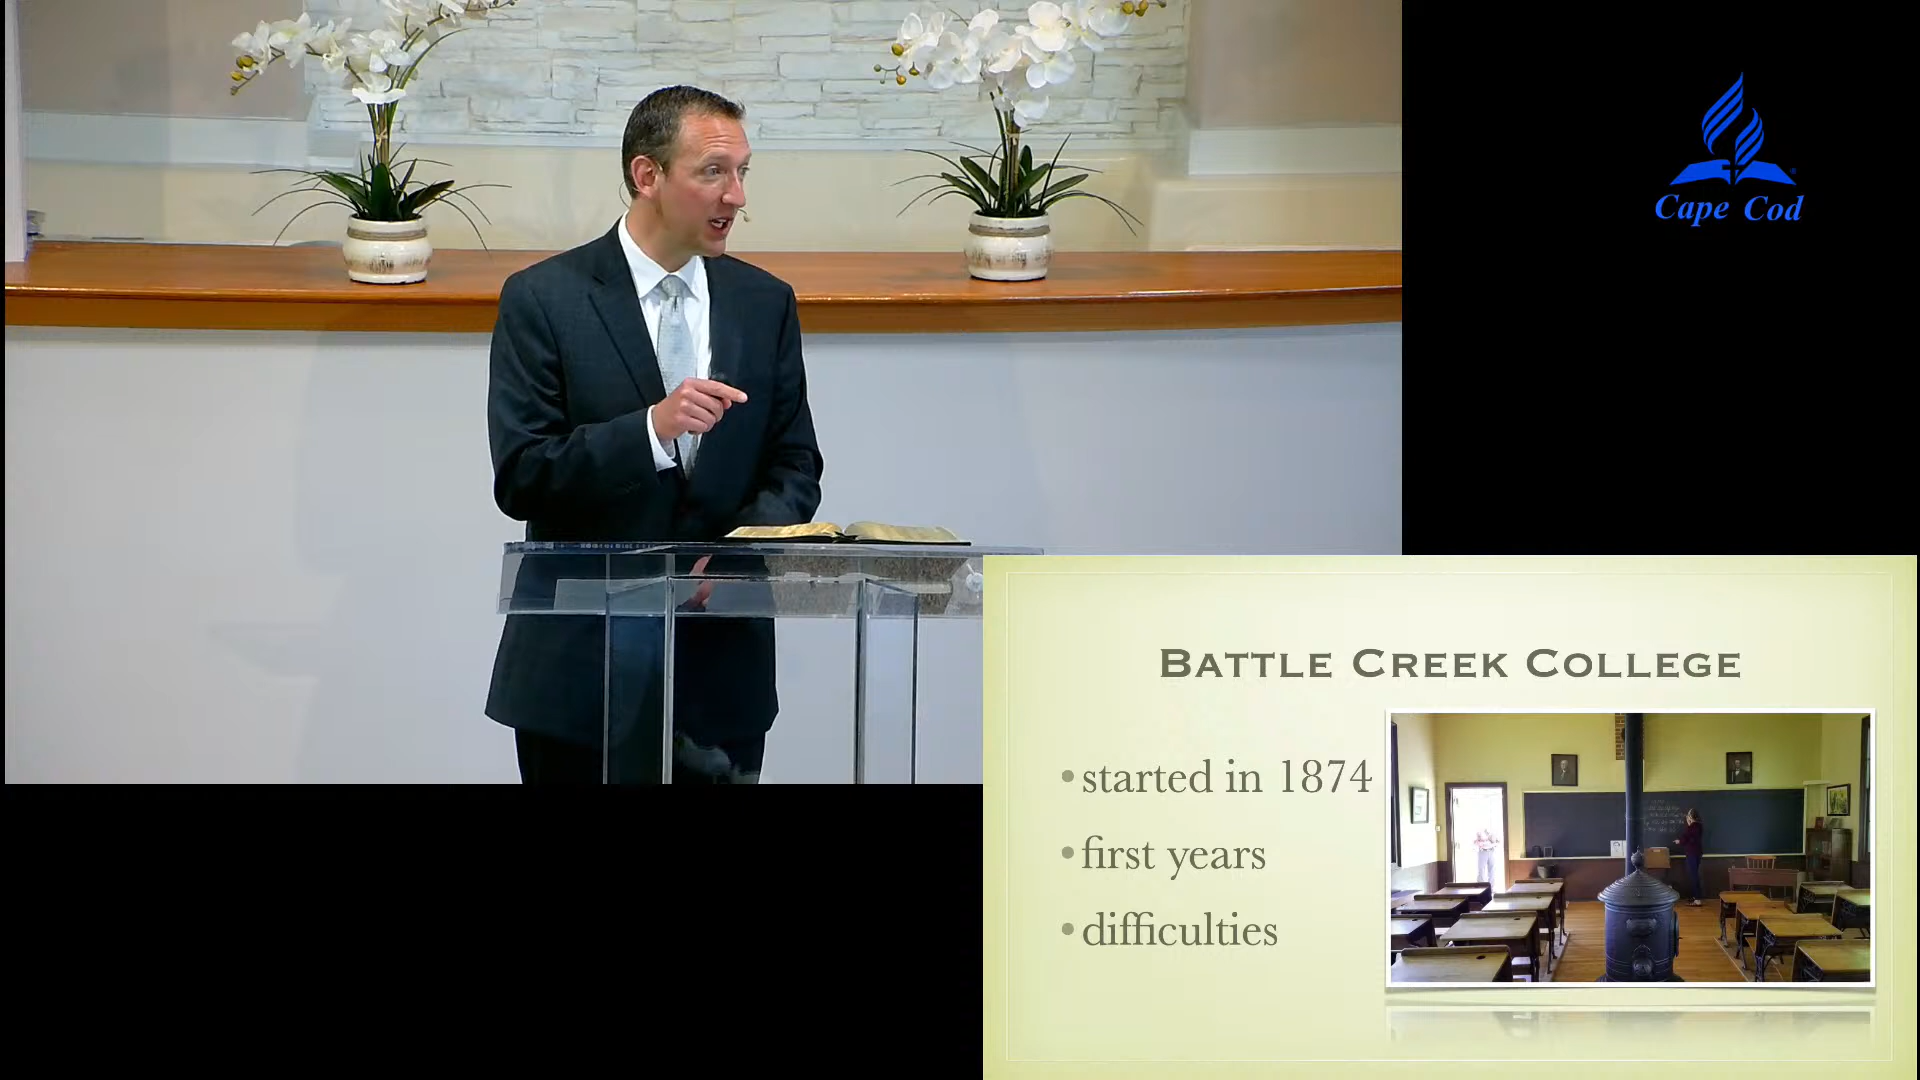 Cape Cod
BATTLE CREEK COLLEGE
•started in 1874
•first years
•difficulties